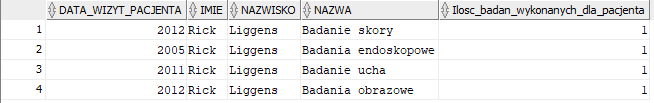 DATA_WIZYT_PACJENTA IMIE NAZWISKO NAZWA Ilosc_badan_wykonanych_dla_pacjenta
1 2012 Rick Liggens Badanie skory 1
2 2005 Rick Liggens Badania endoskopowe 1
3 2011 Rick Liggens Badanie ucha 1
4 2012 Rick Liggens Badania obrazowe 1